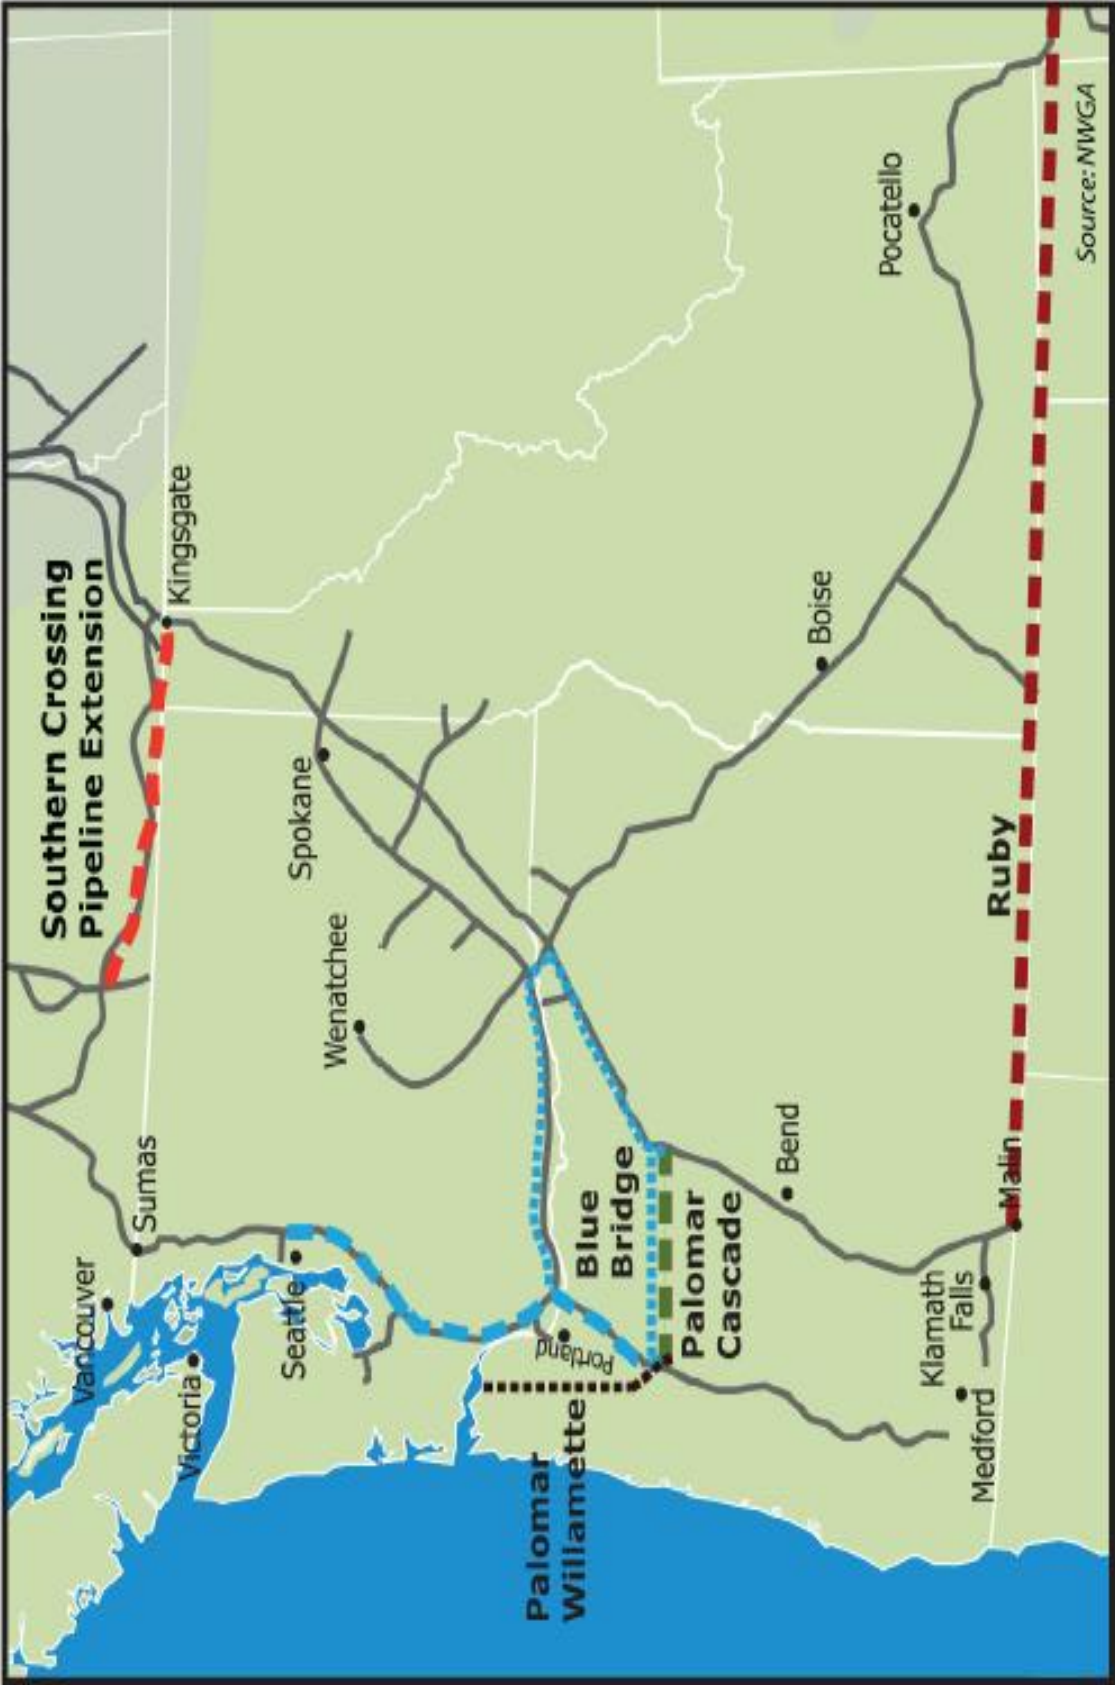 Southern Crossing
Pipeline Extension
Vancouver
Sumas
Kingsgate
Victoria
Seattle
Spokane
Wenatchee
Portland
Palomar
Willamette
Blue
Bridge
Palomar
Cascade
Bend
Boise
Pocatello
Klamath
Falls
Medford
Malin
Ruby
Source: NWGA